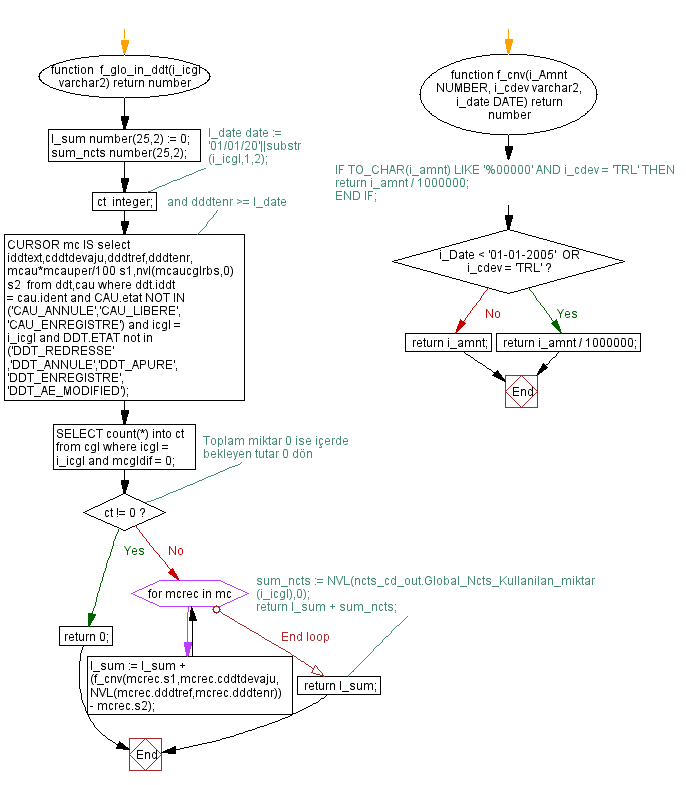 function  f_glo_in_ddt(i_icgl
varchar2) return number
l_sum number(25,2) := 0;
sum_ncts number(25,2);
l_date date :=
'01/01/20'||substr
(i_icgl,1,2);
ct  integer;
and dddtenr >= l_date
CURSOR mc IS select
iddtext,cddtdevaju,dddtref,dddtenr,
mcau*mcauper/100 s1,nvl(mcaucglrbs,0)
s2  from ddt,cau where ddt.iddt
= cau.ident and CAU.etat NOT IN
('CAU_ANNULE','CAU_LIBERE',
'CAU_ENREGISTRE') and icgl =
i_icgl and DDT.ETAT not in
('DDT_REDRESSE'
,'DDT_ANNULE','DDT_APURE',
'DDT_ENREGISTRE',
'DDT_AE_MODIFIED');
SELECT count(*) into ct
from cgl where icgl =
i_icgl and mcgldif = 0;
Toplam miktar 0 ise içerde
bekleyen tutar 0 dön
ct != 0 ?
Yes
No
for mcrec in mc
sum_ncts := NVL(ncts_cd_out.Global_Ncts_Kullanilan_miktar
(i_icgl),0);
return l_sum + sum_ncts;
return 0;
End loop
l_sum := l_sum +
(f_cnv(mcrec.s1,mcrec.cddtdevaju,
NVL(mcrec.dddtref,mcrec.dddtenr))
- mcrec.s2);
return l_sum;
End
function f_cnv(i_Amnt
NUMBER, i_cdev varchar2,
i_date DATE) return
number
IF TO_CHAR(i_amnt) LIKE '%00000' AND i_cdev = 'TRL' THEN
return i_amnt / 1000000;
END IF;
i_Date < '01-01-2005'  OR
i_cdev = 'TRL' ?
No
Yes
return i_amnt;
return i_amnt / 1000000;
End